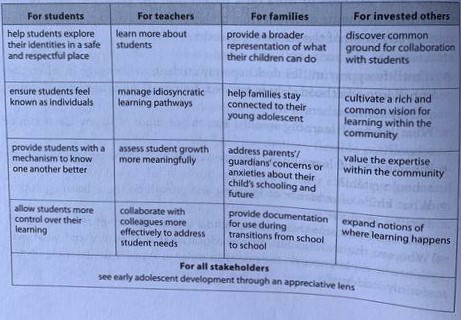 For students
For teachers
For families
For invested others
help students explore
their identities in a safe
and respectful place
learn more about
students
provide a broader
representation of what
their children can do
discover common
ground for collaboration
with students
ensure students feel
known as individuals
manage idiosyncratic
learning pathways
help families stay
connected to their
young adolescent
cultivate a rich and
common vision for
learning within the
community
provide students with a
mechanism to know
one another better
assess student growth
more meaningfully
address parents'/
guardians' concerns or
anxieties about their
child's schooling and
future
value the expertise
within the community
allow students more
control over their
learning
collaborate with
colleagues more
effectively to address
student needs
provide documentation
for use during
transitions from school
to school
expand notions of
where learning happens
For all stakeholders
see early adolescent development through an appreciative lens